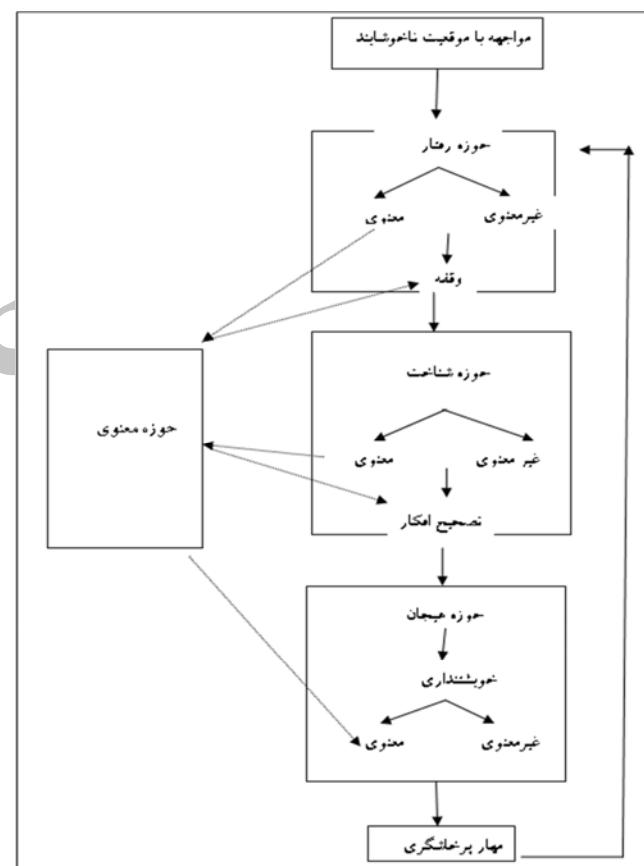 مواجهه با موقعیت ناخوشایند
حوزه رفتار
معنوی
غیرمعنوی
وقفه
حوزه شناخت
حوزه معنوی
معنوی
غیر معنوی
تصحیح افکار
حوزه هیجان
خویشتنداری
معنوی
غیرمعنوی
مهار پرخاشگری